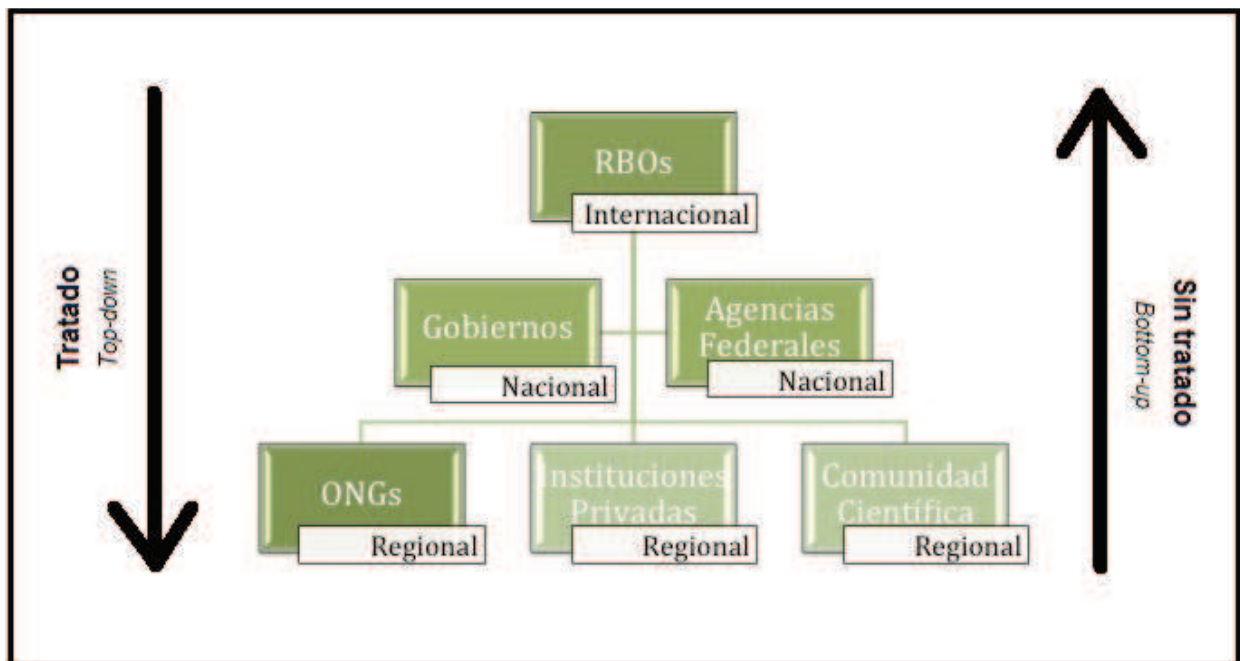 Tratado
Top-down
RBOs
Internacional
Gobiernos
Nacional
Agencias
Federales
Nacional
ONGs
Regional
Instituciones
Privadas
Regional
Comunidad
Científica
Regional
Sin tratado
Bottom-up